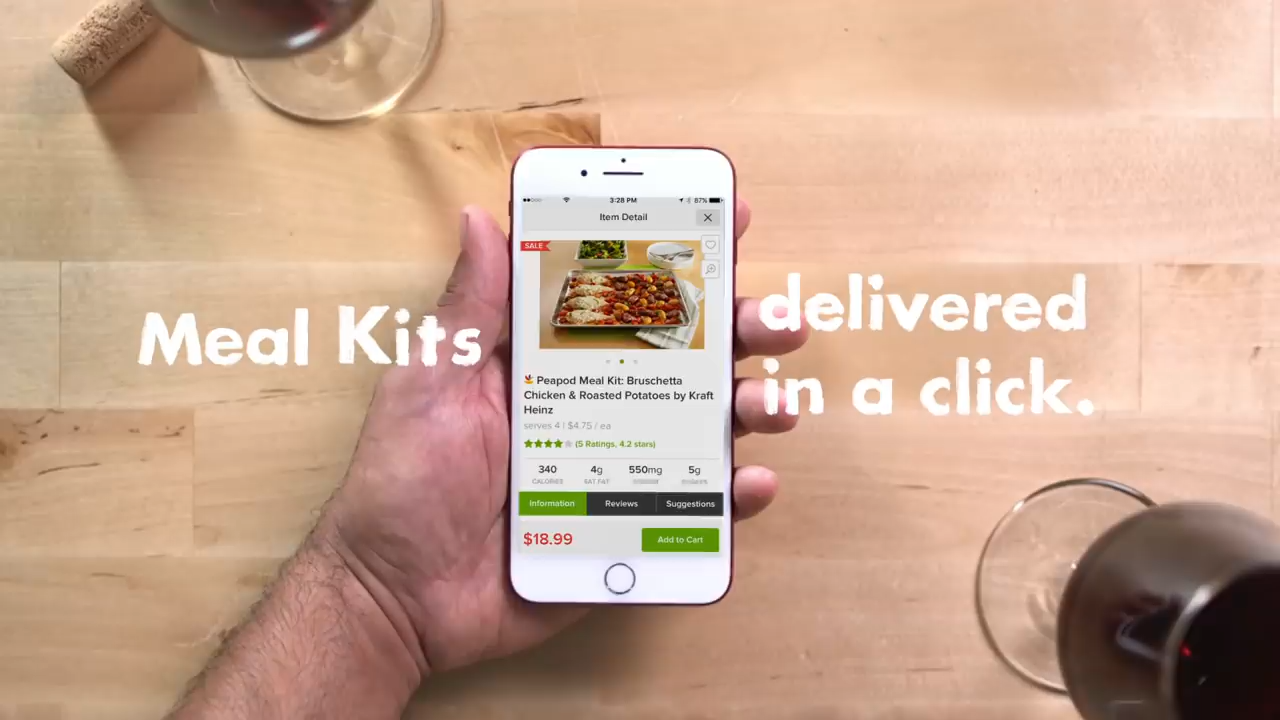 Meal Kits
delivered
in a click.
3:28 PM
87%
Item Detail
SALE
Peapod Meal Kit: Bruschetta
Chicken & Roasted Potatoes by Kraft
Heinz
serves 4 | $4.75 / ea
(5 Ratings, 4.2 stars)
340 4g 550mg 5g
CALORIES SAT FAT SUGARS
Information Reviews Suggestions
$18.99 Add to Cart